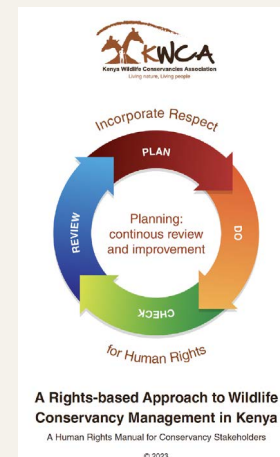 KWCA
Kenya Wildlife Conservancies Association
Living nature, Living people
Incorporate Respect
PLAN
DO
CHECK
REVIEW
Planning:
continous review
and improvement
for Human Rights
A Rights-based Approach to Wildlife
Conservancy Management in Kenya
A Human Rights Manual for Conservancy Stakeholders
© 2023